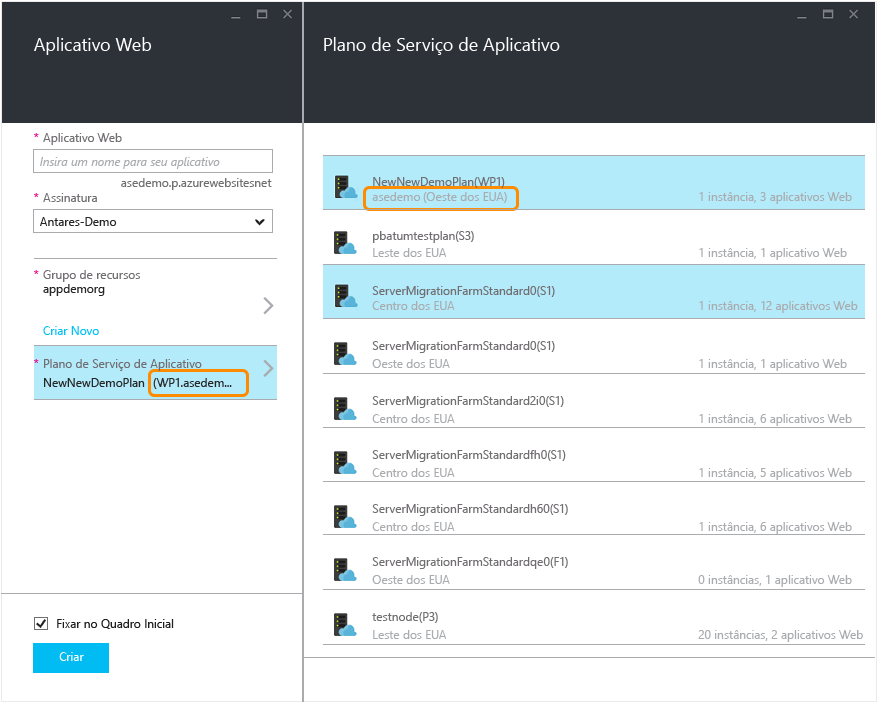 Aplicativo Web
* Aplicativo Web
Insira um nome para seu aplicativo
asedemo.p.azurewebsitesnet
* Assinatura
Antares-Demo
* Grupo de recursos
appdemorg
Criar Novo
* Plano de Serviço de Aplicativo
NewNewDemoPlan (WP1.asedem...
Fixar no Quadro Inicial
Criar
Plano de Serviço de Aplicativo
NewNewDemoPlan(WP1)
asedemo (Oeste dos EUA) 1 instância, 3 aplicativos Web
pbatumtestplan(S3)
Leste dos EUA 1 instância, 1 aplicativo Web
ServerMigrationFarmStandard0(S1)
Centro dos EUA 1 instância, 12 aplicativos Web
ServerMigrationFarmStandard0(S1)
Oeste dos EUA 1 instância, 1 aplicativo Web
ServerMigrationFarmStandard2i0(S1)
Centro dos EUA 1 instância, 6 aplicativos Web
ServerMigrationFarmStandardfh0(S1)
Centro dos EUA 1 instância, 5 aplicativos Web
ServerMigrationFarmStandardh60(S1)
Centro dos EUA 1 instância, 6 aplicativos Web
ServerMigrationFarmStandardqe0(F1)
Oeste dos EUA 0 instâncias, 1 aplicativo Web
testnode(P3)
Leste dos EUA 20 instâncias, 2 aplicativos Web